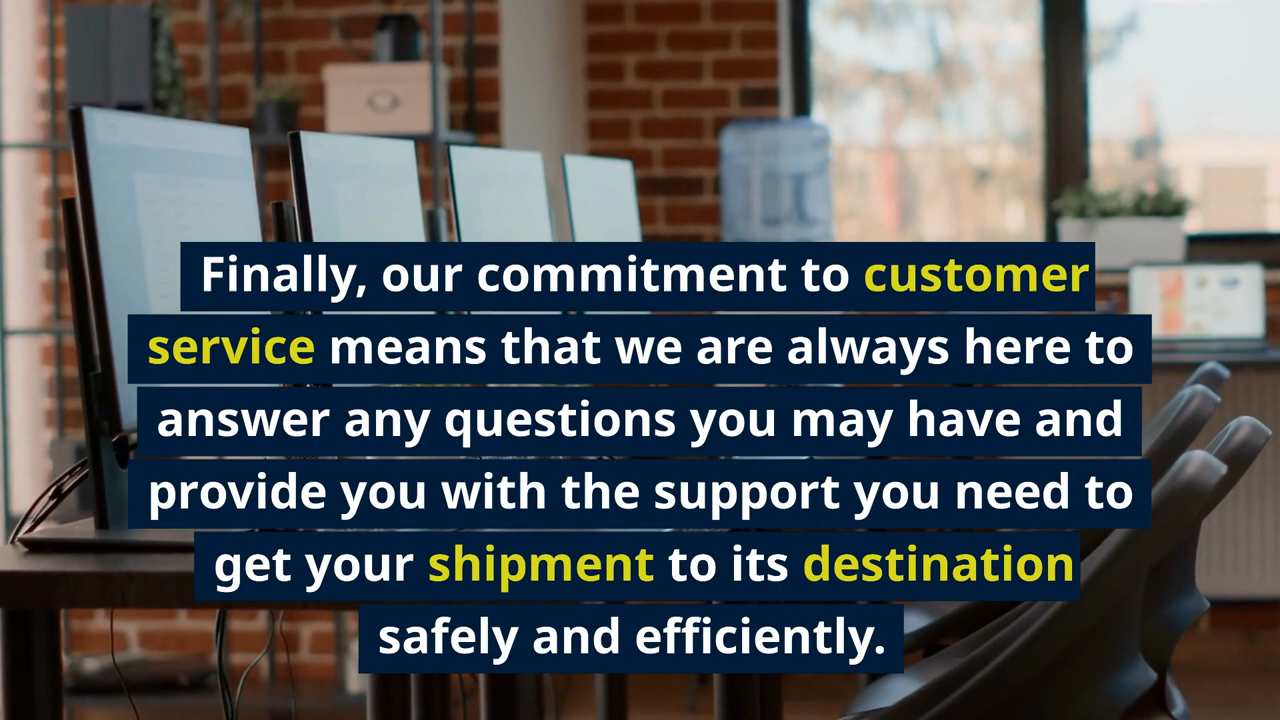 Finally, our commitment to customer
service means that we are always here to
answer any questions you may have and
provide you with the support you need to
get your shipment to its destination
safely and efficiently.